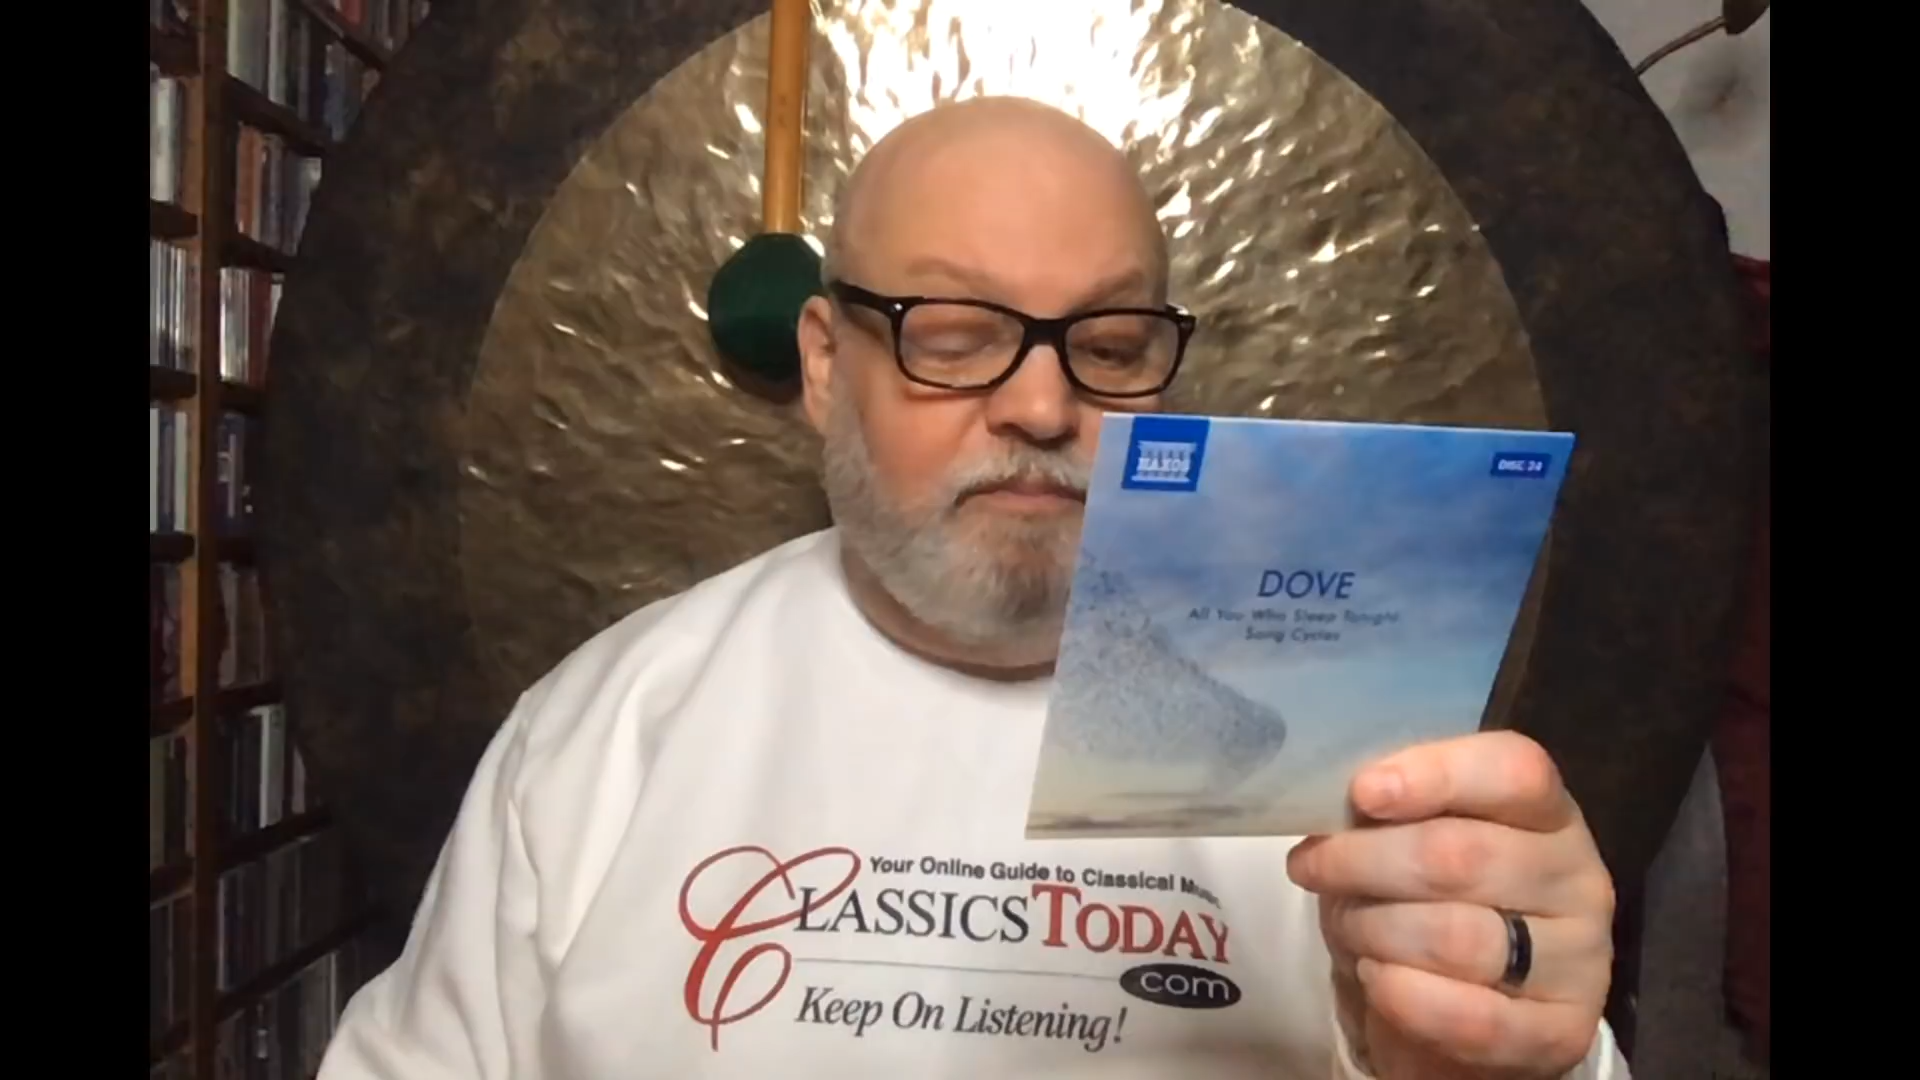 NAXOS
DISC 24
DOVE
All You Who Sleep Tonight
Song Cycles
Your Online Guide to Classical Music
CLASSICSTODAY
com
Keep On Listening!